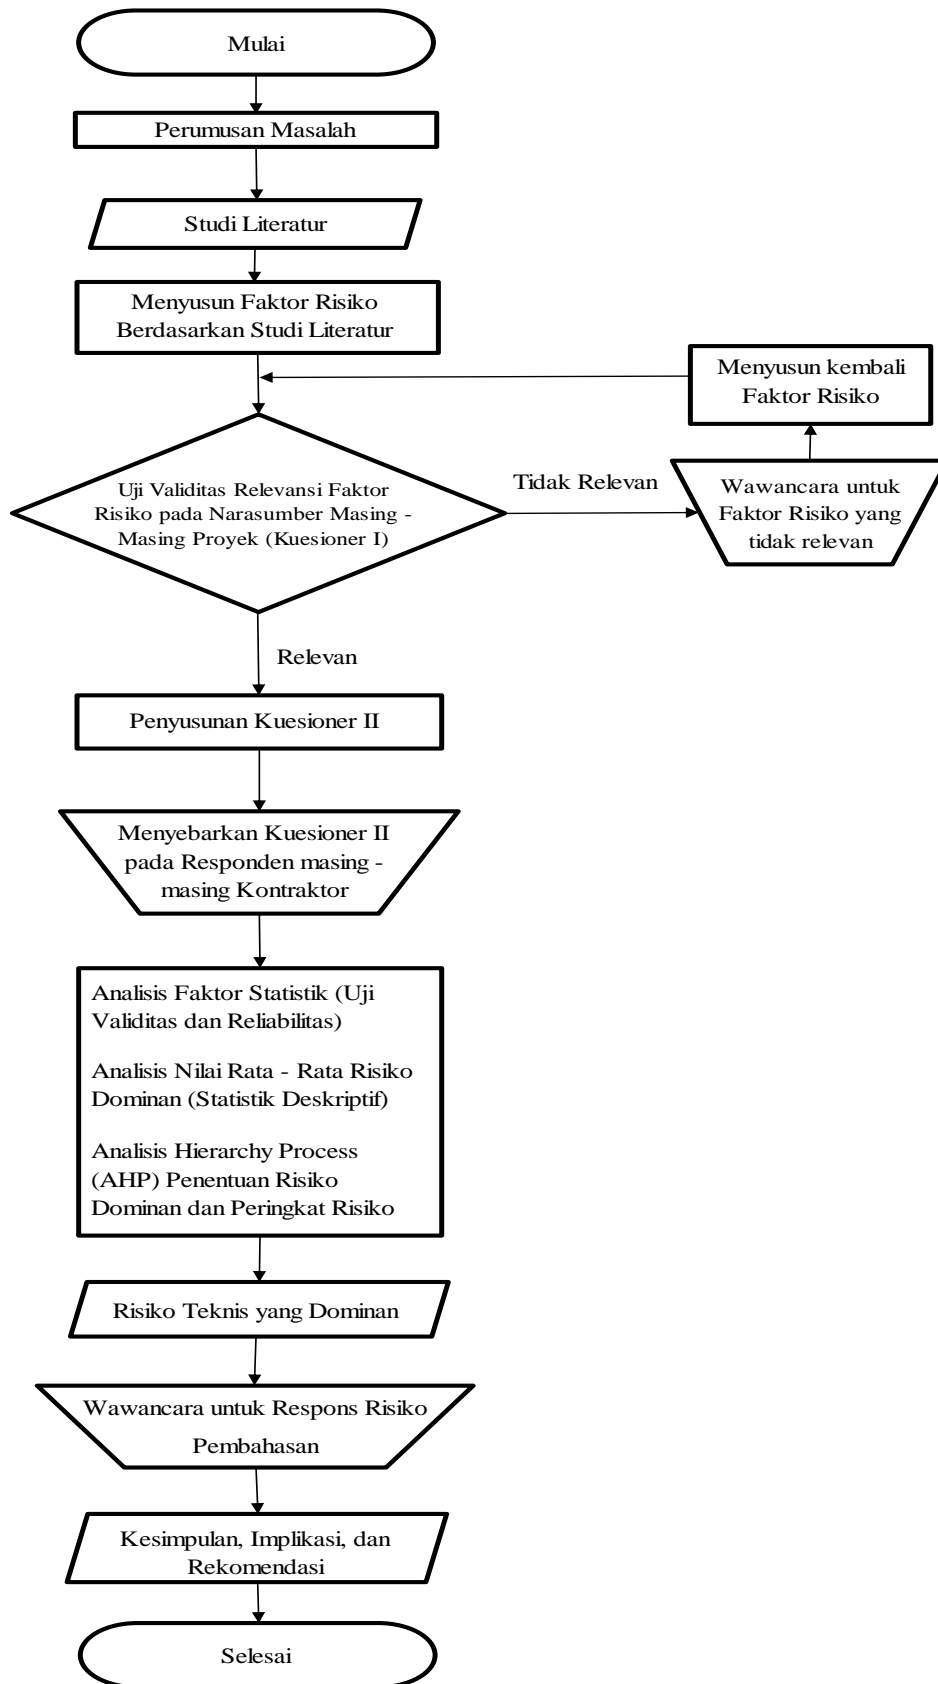 Mulai
Perumusan Masalah
Studi Literatur
Menyusun Faktor Risiko
Berdasarkan Studi Literatur
Menyusun kembali
Faktor Risiko
Uji Validitas Relevansi Faktor
Risiko pada Narasumber Masing -
Masing Proyek (Kuesioner I)
Tidak Relevan
Wawancara untuk
Faktor Risiko yang
tidak relevan
Relevan
Penyusunan Kuesioner II
Menyebarkan Kuesioner II
pada Responden masing -
masing Kontraktor
Analisis Faktor Statistik (Uji
Validitas dan Reliabilitas)
Analisis Nilai Rata - Rata Risiko
Dominan (Statistik Deskriptif)
Analisis Hierarchy Process
(AHP) Penentuan Risiko
Dominan dan Peringkat Risiko
Risiko Teknis yang Dominan
Wawancara untuk Respons Risiko
Pembahasan
Kesimpulan, Implikasi, dan
Rekomendasi
Selesai